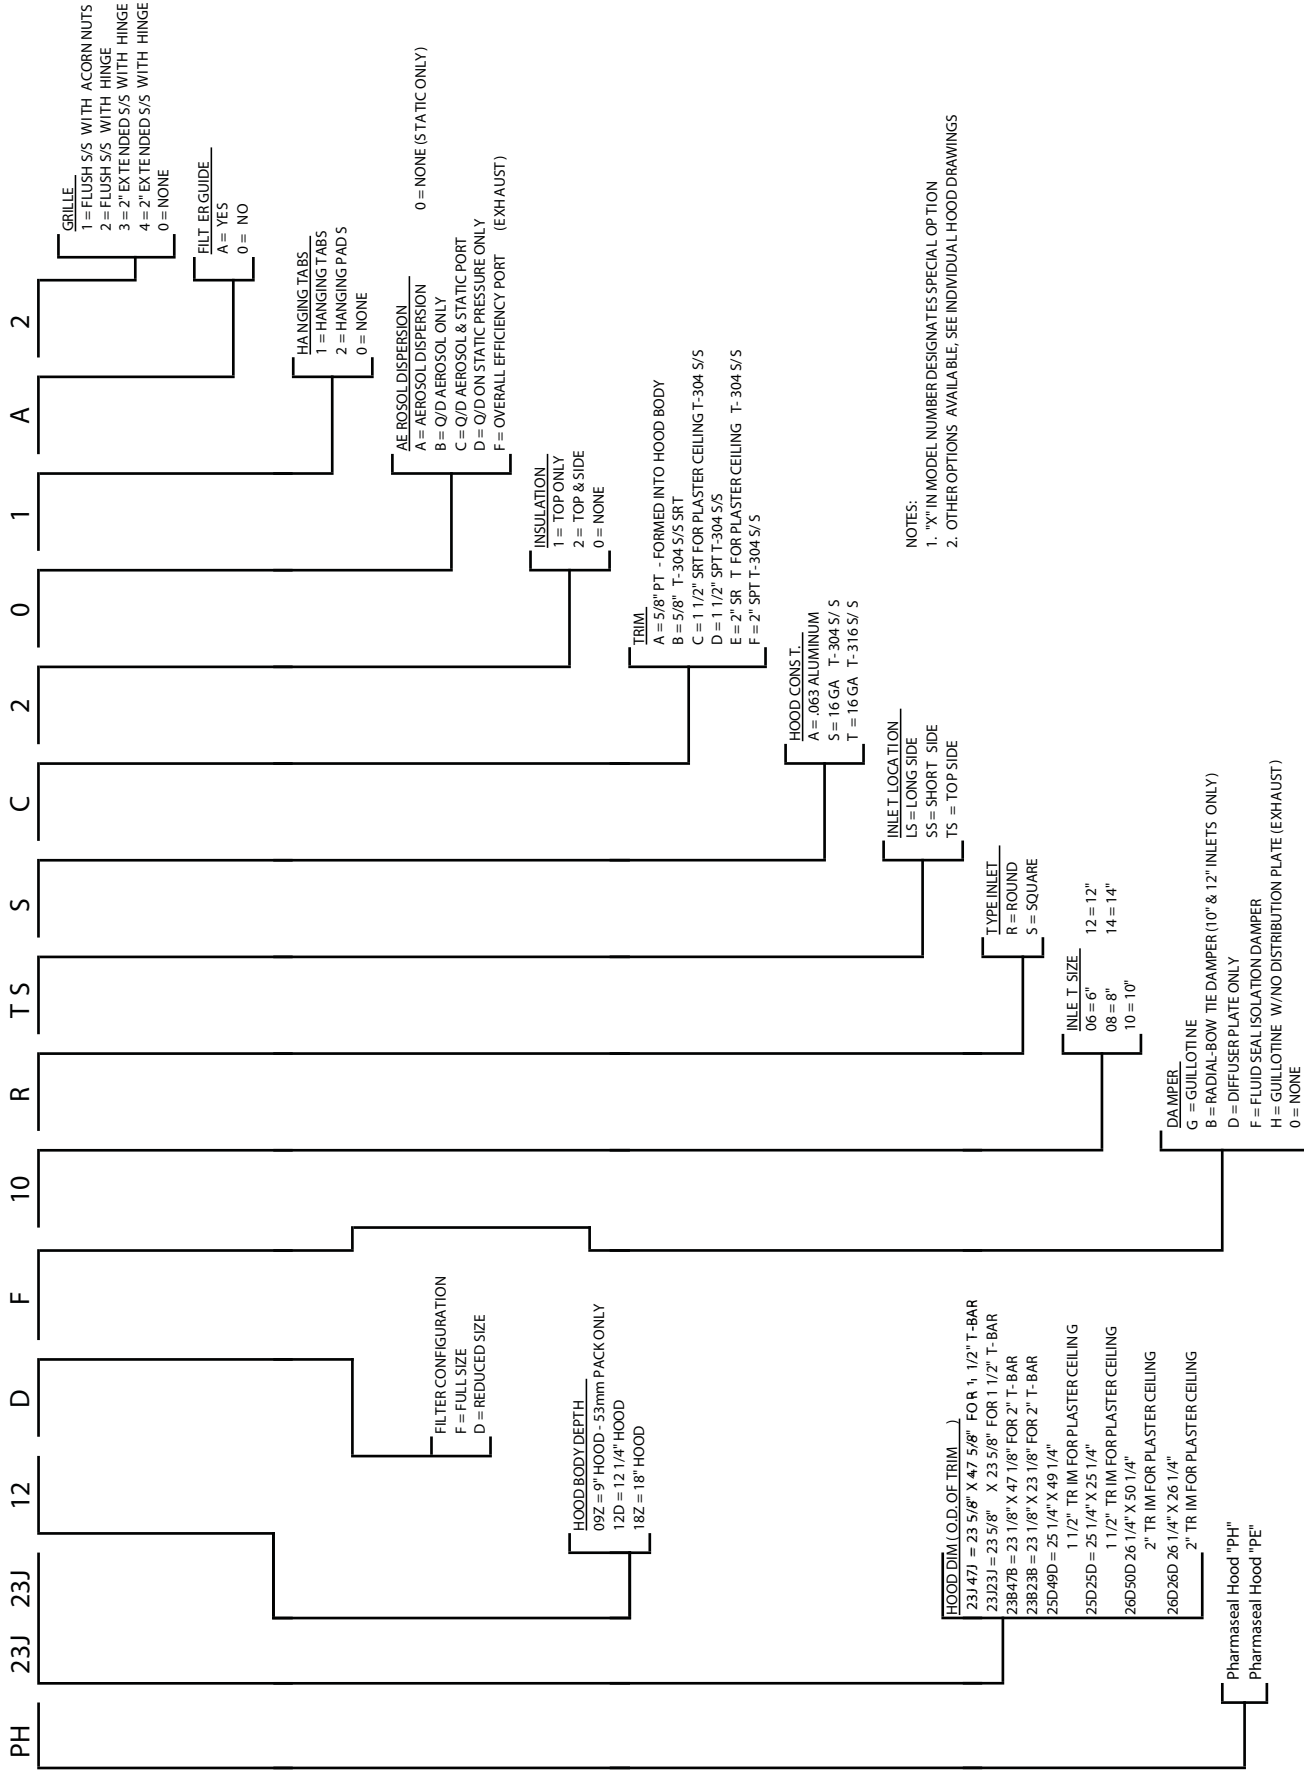 PH 23J 23J 12 D F 10 R T S S C 2 0 1 A 2
GRILLE
1 = FLUSH S/S WITH ACORN NUTS
2 = FLUSH S/S WITH HINGE
3 = 2" EXTENDED S/S WITH HINGE
4 = 2" EXTENDED S/S WITH HINGE
0 = NONE
FILTER GUIDE
A = YES
0 = NO
HANGING TABS
1 = HANGING TABS
2 = HANGING PADS
0 = NONE
AEROSOL DISPERSION
A = AEROSOL DISPERSION 0 = NONE (STATIC ONLY)
B = Q/D AEROSOL ONLY
C = Q/D AEROSOL & STATIC PORT
D = Q/D ON STATIC PRESSURE ONLY
F = OVERALL EFFICIENCY PORT (EXHAUST)
INSULATION
1 = TOP ONLY
2 = TOP & SIDE
0 = NONE
TRIM
A = 5/8" PT - FORMED INTO HOOD BODY
B = 5/8" T-304 S/S SRT
C = 1 1/2" SRT FOR PLASTER CEILING T-304 S/S
D = 1 1/2" SPT T-304 S/S
E = 2" SRT FOR PLASTER CEILING T-304 S/S
F = 2" SPT T-304 S/S
HOOD CONST.
A = .063 ALUMINUM
S = 16 GA T-304 S/S
T = 16 GA T-316 S/S
INLET LOCATION
LS = LONG SIDE
SS = SHORT SIDE
TS = TOP SIDE
TYPE INLET
R = ROUND
S = SQUARE
INLET SIZE
06 = 6" 12 = 12"
08 = 8" 14 = 14"
10 = 10"
DAMPER
G = GUILLOTINE
B = RADIAL-BOW TIE DAMPER (10" & 12" INLETS ONLY)
D = DIFFUSER PLATE ONLY
F = FLUID SEAL ISOLATION DAMPER
H = GUILLOTINE W/NO DISTRIBUTION PLATE (EXHAUST)
0 = NONE
FILTER CONFIGURATION
F = FULL SIZE
D = REDUCED SIZE
HOOD BODY DEPTH
09Z = 9" HOOD - 53mm PACK ONLY
12D = 12 1/4" HOOD
18Z = 18" HOOD
HOOD DIM ( O.D. OF TRIM )
23J 47J = 23 5/8" X 47 5/8" FOR 1 1/2" T-BAR
23J23J = 23 5/8" X 23 5/8" FOR 1 1/2" T-BAR
23B47B = 23 1/8" X 47 1/8" FOR 2" T-BAR
23B23B = 23 1/8" X 23 1/8" FOR 2" T-BAR
25D49D = 25 1/4" X 49 1/4"
1 1/2" TRIM FOR PLASTER CEILING
25D25D = 25 1/4" X 25 1/4"
1 1/2" TRIM FOR PLASTER CEILING
26D50D 26 1/4" X 50 1/4"
2" TRIM FOR PLASTER CEILING
26D26D 26 1/4" X 26 1/4"
2" TRIM FOR PLASTER CEILING
Pharmaseal Hood "PH"
Pharmaseal Hood "PE"
NOTES:
1. "X" IN MODEL NUMBER DESIGNATES SPECIAL OPTION
2. OTHER OPTIONS AVAILABLE, SEE INDIVIDUAL HOOD DRAWINGS